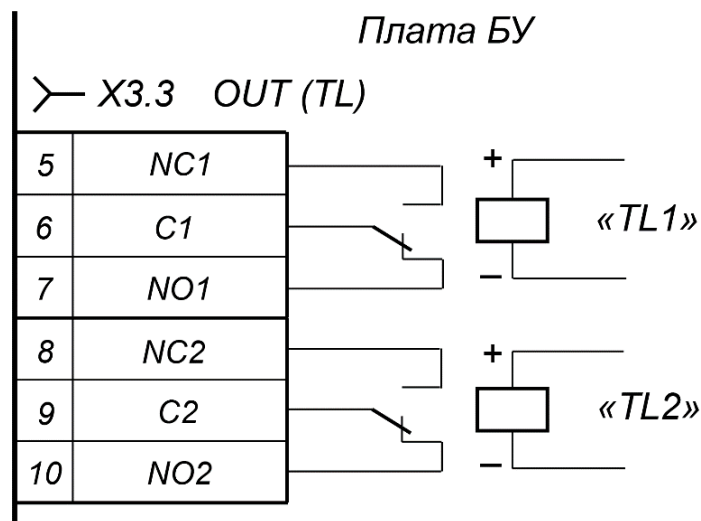 Плата БУ
X3.3 OUT (TL)
5 NC1
+
6 C1
«TL1»
7 NO1
–
8 NC2
+
9 C2
«TL2»
10 NO2
–